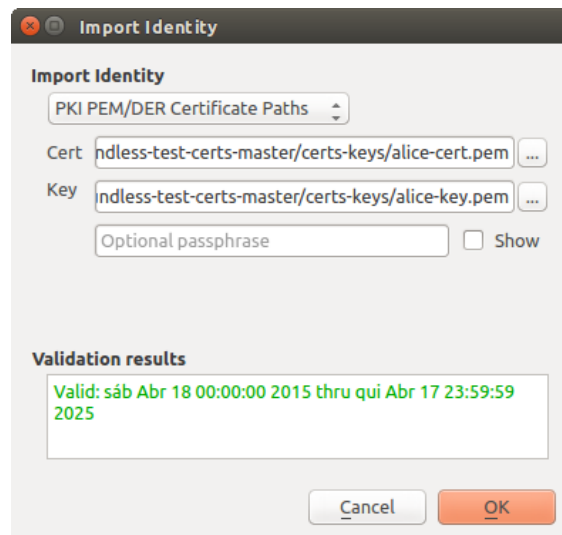 Import Identity
Import Identity
PKI PEM/DER Certificate Paths
Cert ndless-test-certs-master/certs-keys/alice-cert.pem ...
Key undless-test-certs-master/certs-keys/alice-key.pem ...
Optional passphrase Show
Validation results
Valid: sáb Abr 18 00:00:00 2015 thru qui Abr 17 23:59:59
2025
Cancel OK